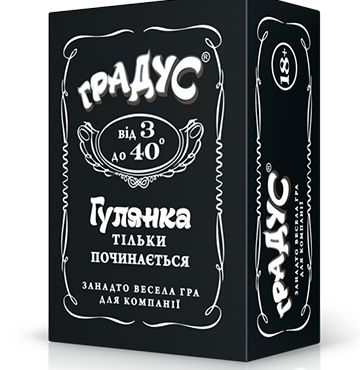 ГРАДУС®
від 3
до 40°
Гулянка
ТІЛЬКИ
ПОЧИНАЄТЬСЯ
ЗАНАДТО ВЕСЕЛА ГРА
ДЛЯ КОМПАНІЇ
18+
ГРАДУС®
ЗАНАДТО ВЕСЕЛА ГРА
ДЛЯ КОМПАНІЇ